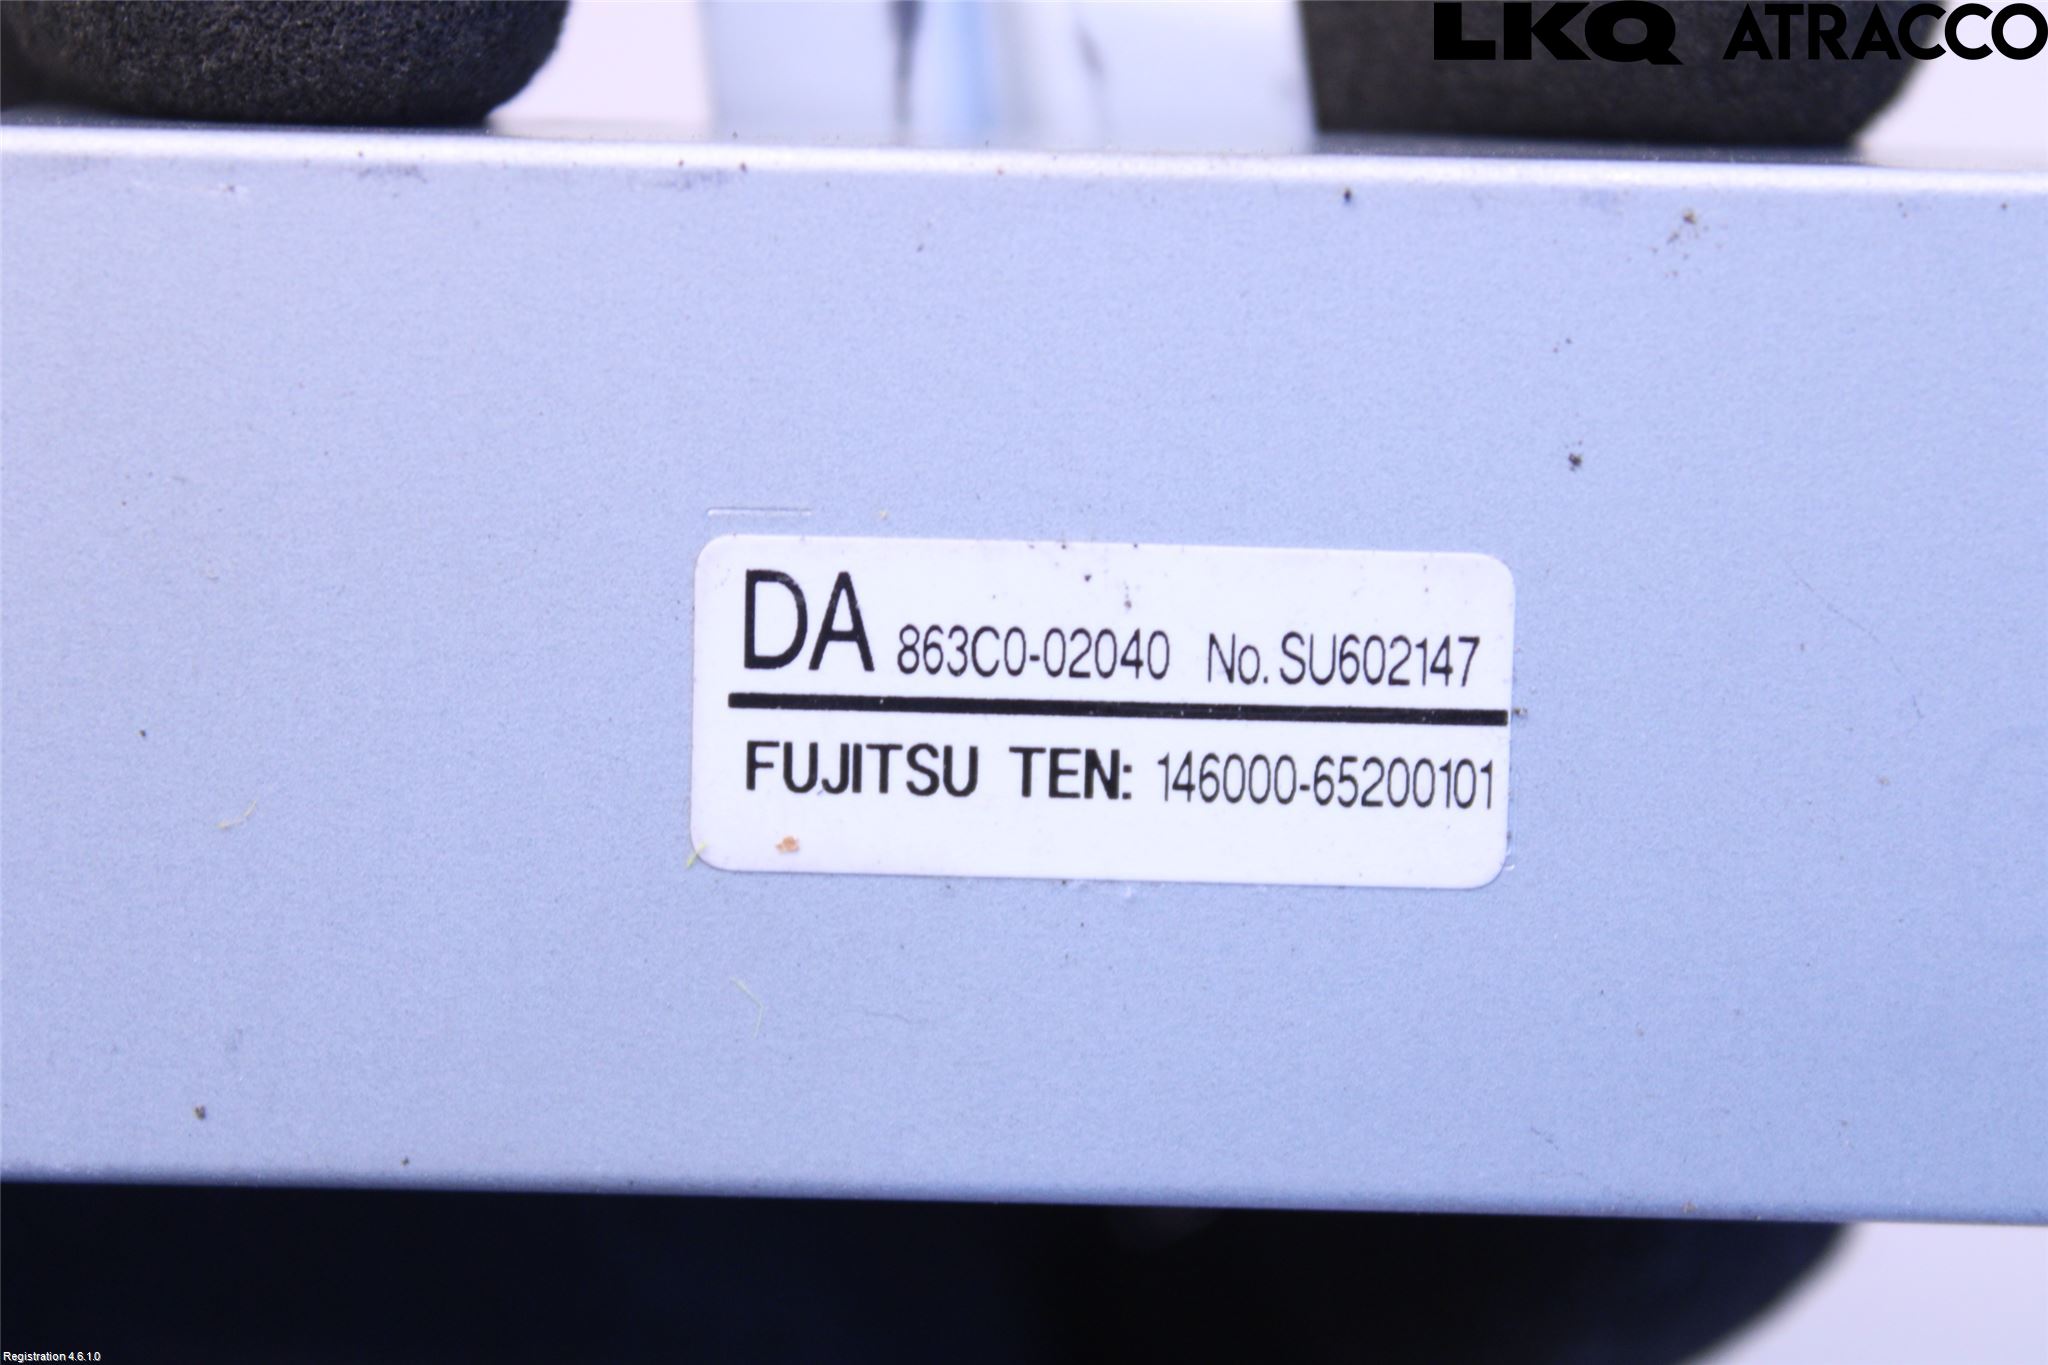 LKQ ATRACCO
DA 863C0-02040 No. SU602147
FUJITSU TEN: 146000-65200101
Registration 4.6.1.0